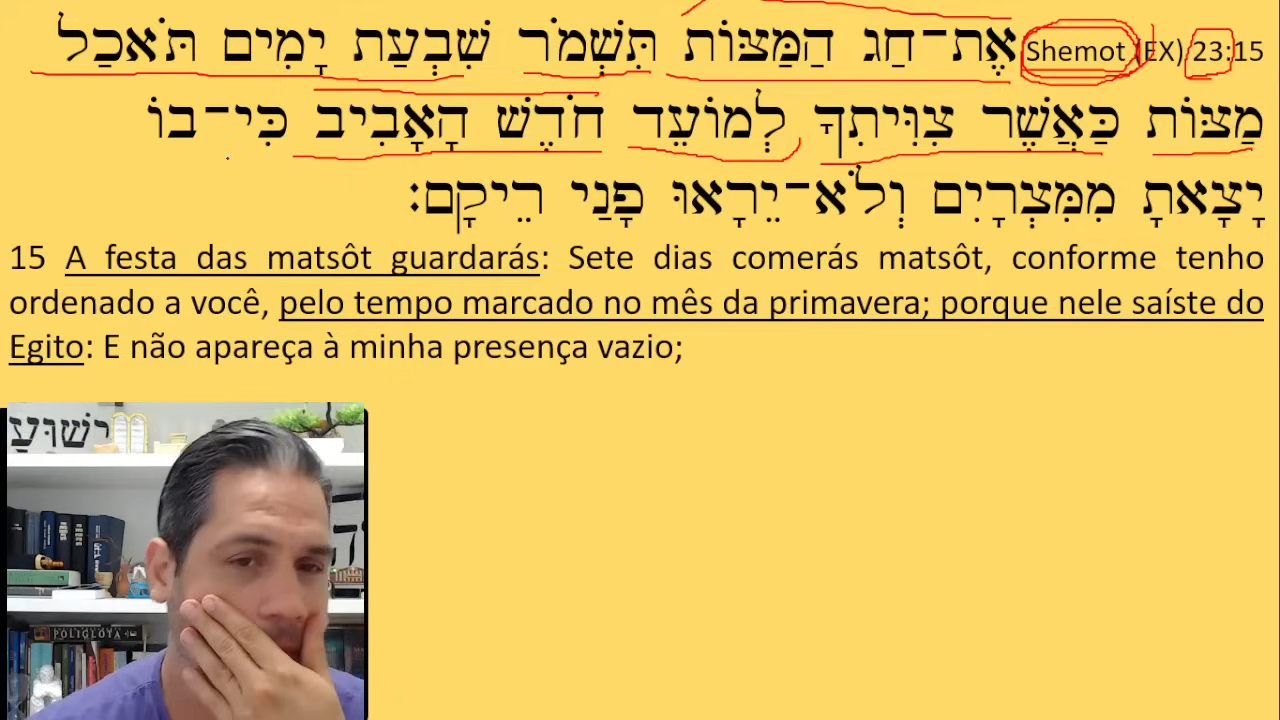 Shemot (EX) 23:15 אֶת־חַג הַמַּצּוֹת תִּשְׁמֹר שִׁבְעַת יָמִים תֹּאכַל
מַצּוֹת כַּאֲשֶׁר צִוִּיתִךָ לְמוֹעֵד חֹדֶשׁ הָאָבִיב כִּי־בוֹ
יָצָאתָ מִמִּצְרָיִם וְלֹא־יֵרָאוּ פָנַי רֵיקָם׃
15 A festa das matsôt guardarás: Sete dias comerás matsôt, conforme tenho
ordenado a você, pelo tempo marcado no mês da primavera; porque nele saíste do
Egito: E não apareça à minha presença vazio;
ישׁוּעַ
POLIGLOTA